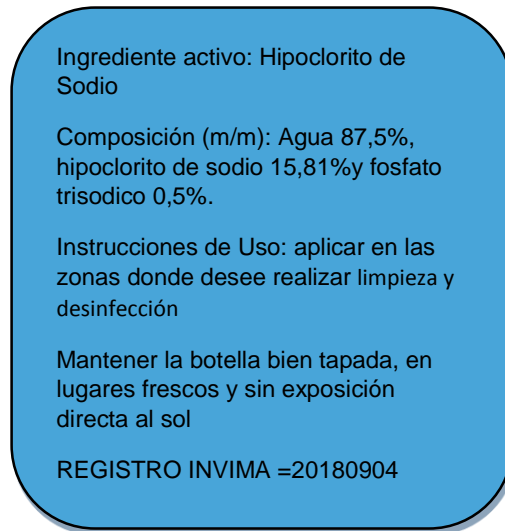 Ingrediente activo: Hipoclorito de
Sodio
Composición (m/m): Agua 87,5%,
hipoclorito de sodio 15,81%y fosfato
trisodico 0,5%.
Instrucciones de Uso: aplicar en las
zonas donde desee realizar limpieza y
desinfección
Mantener la botella bien tapada, en
lugares frescos y sin exposición
directa al sol
REGISTRO INVIMA =20180904